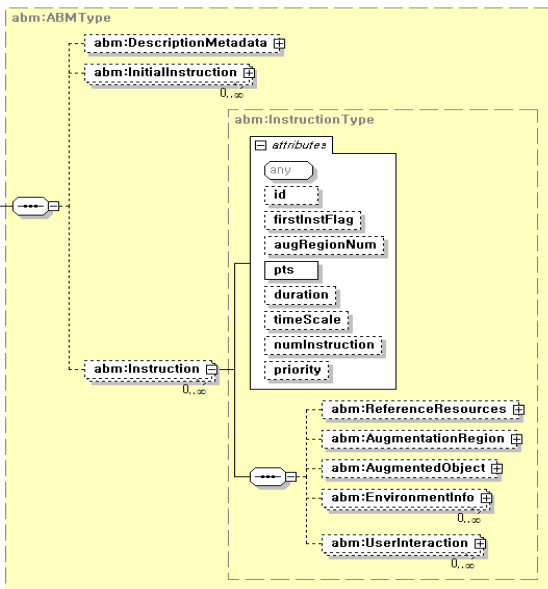 abm:ABMType
abm:DescriptionMetadata
abm:InitialInstruction
0..∞
abm:InstructionType
attributes
any
id
firstInstFlag
augRegionNum
pts
duration
timeScale
numInstruction
priority
abm:Instruction
0..∞
abm:ReferenceResources
abm:AugmentationRegion
abm:AugmentedObject
abm:EnvironmentInfo
0..∞
abm:UserInteraction
0..∞